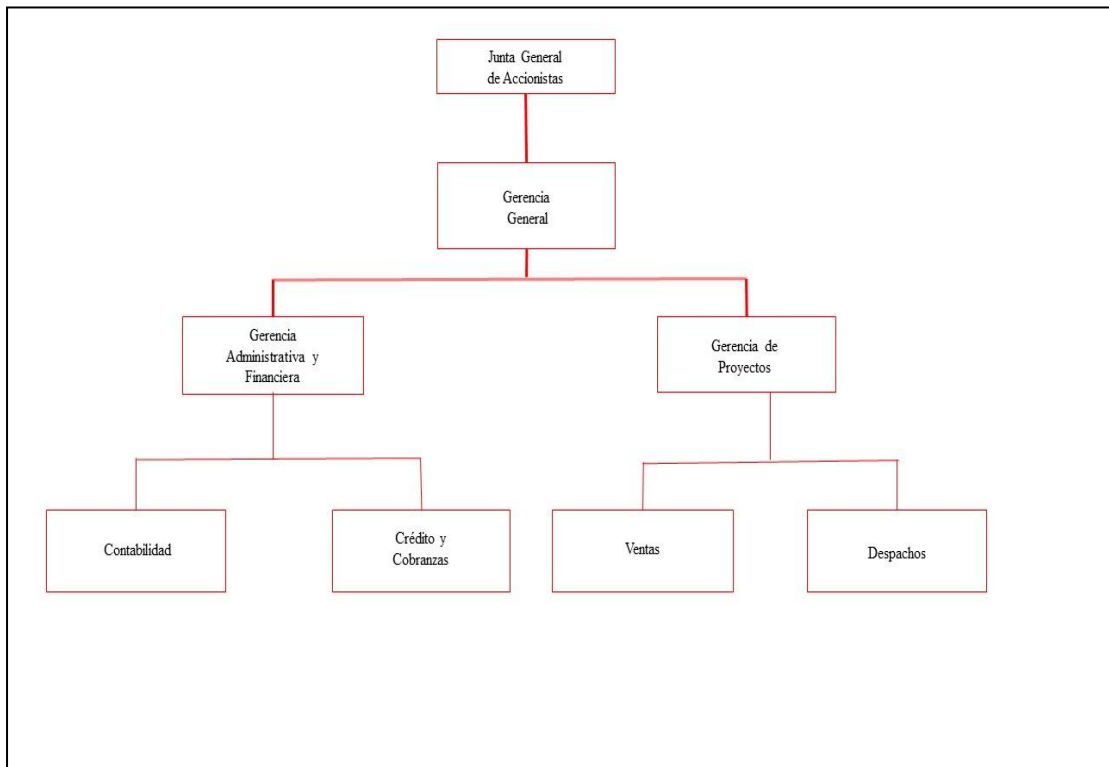 Junta General
de Accionistas
Gerencia
General
Gerencia
Administrativa y
Financiera
Gerencia de
Proyectos
Contabilidad
Crédito y
Cobranzas
Ventas
Despachos